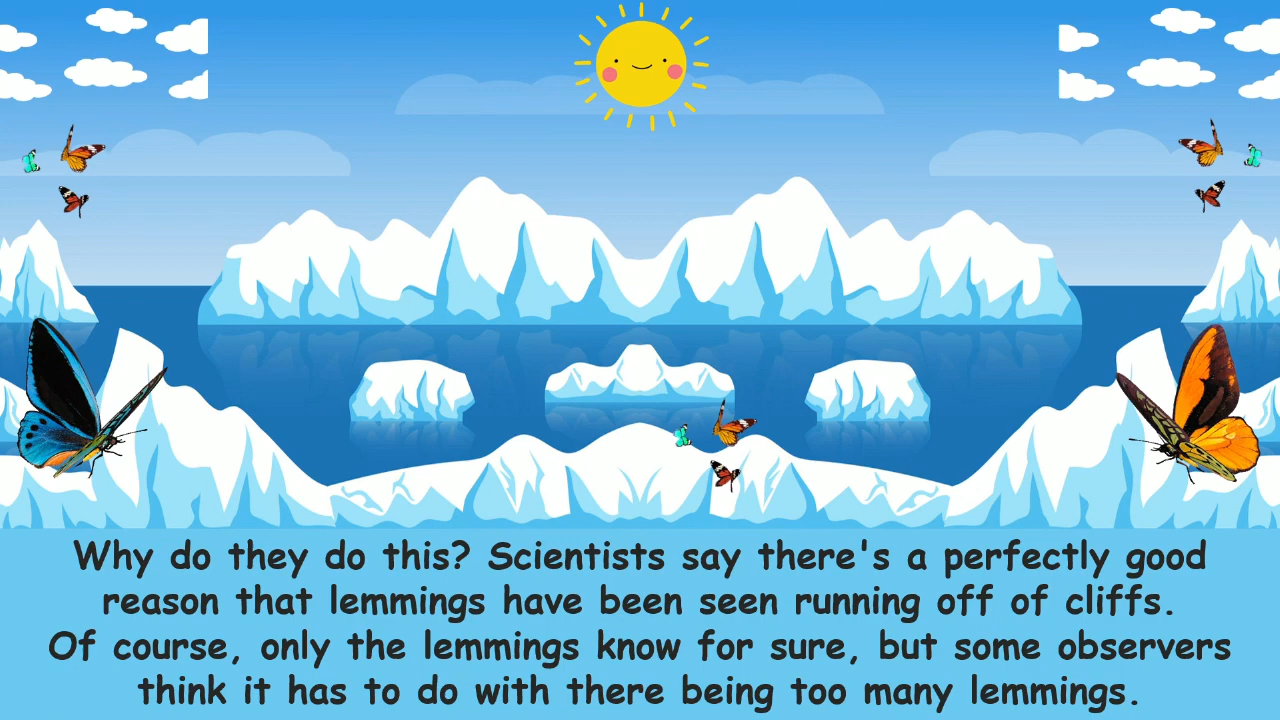 Why do they do this? Scientists say there's a perfectly good
reason that lemmings have been seen running off of cliffs.
Of course, only the lemmings know for sure, but some observers
think it has to do with there being too many lemmings.